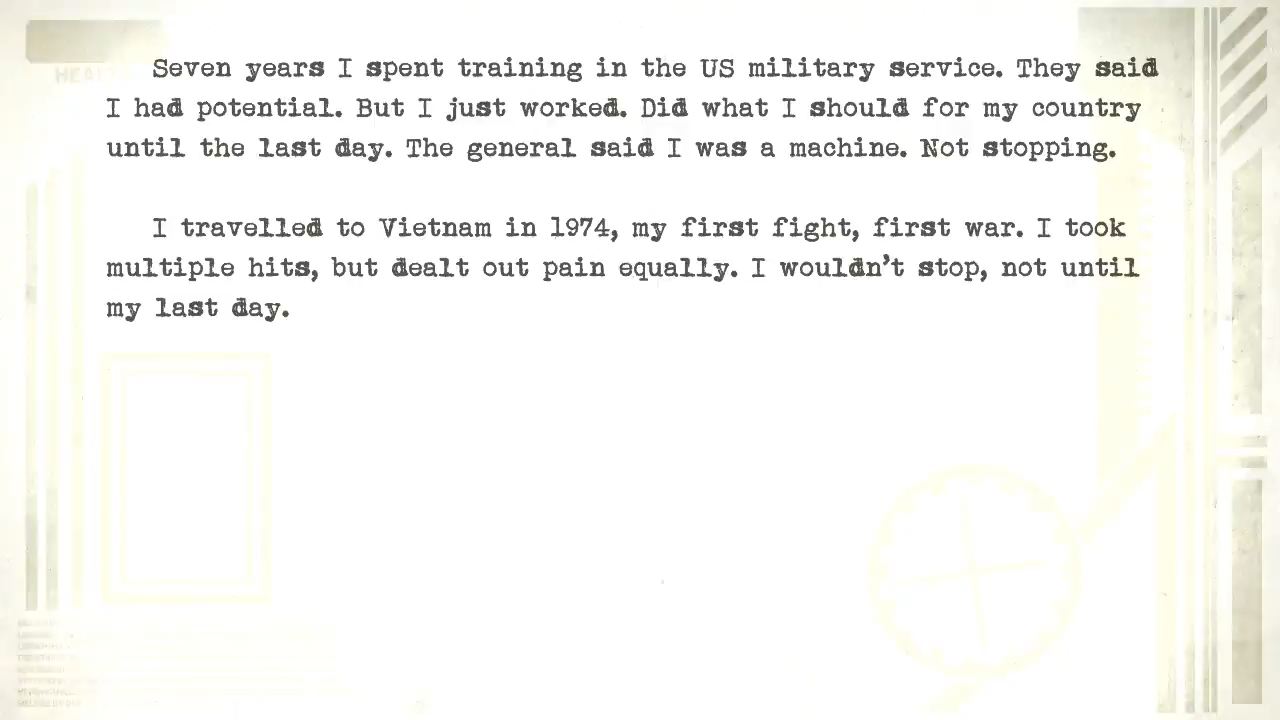 Seven years I spent training in the US military service. They said
I had potential. But I just worked. Did what I should for my country
until the last day. The general said I was a machine. Not stopping.
I travelled to Vietnam in 1974, my first fight, first war. I took
multiple hits, but dealt out pain equally. I wouldn't stop, not until
my last day.